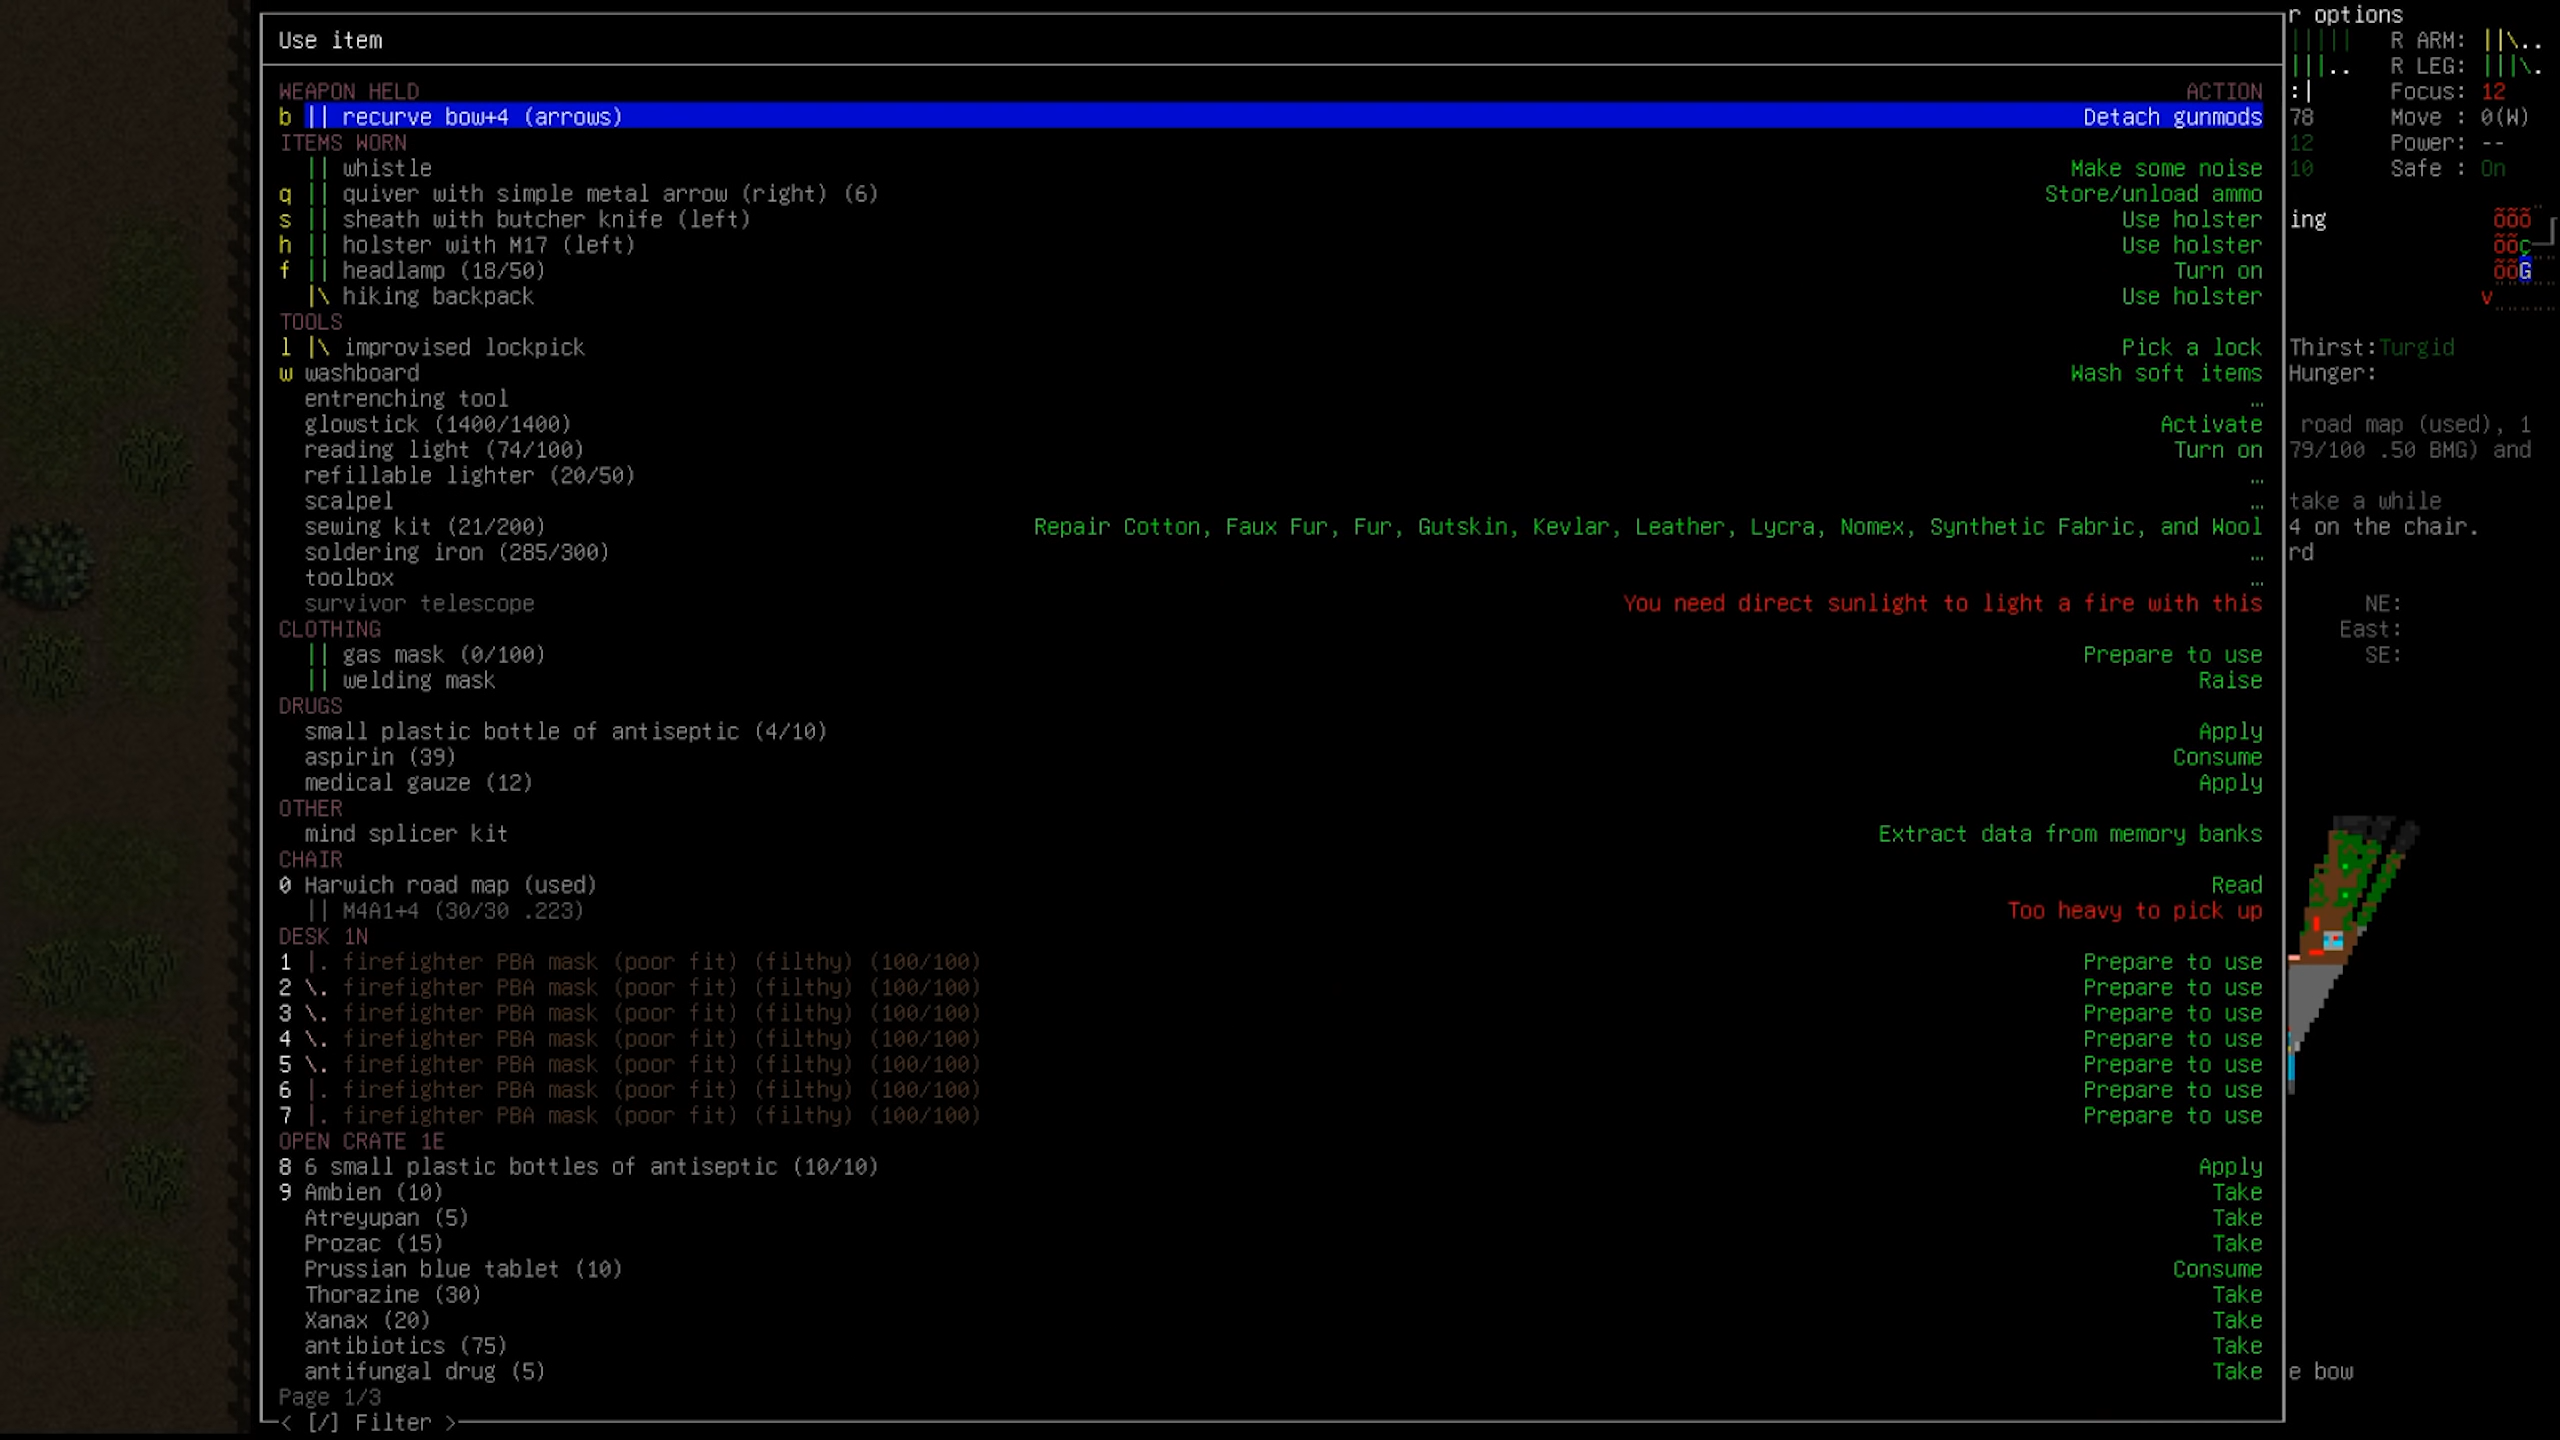 Use item
r options
R ARM: ||\..
|||.. R LEG: |||\.
WEAPON HELD ACTION :| Focus: 12
b || recurve bow+4 (arrows) Detach gunmods 78 Move : 0(W)
ITEMS WORN 12 Power: --
|| whistle Make some noise 10 Safe : On
q || quiver with simple metal arrow (right) (6) Store/unload ammo
s || sheath with butcher knife (left) Use holster ing õõõ
h || holster with M17 (left) Use holster õõç
f || headlamp (18/50) Turn on õõG
|\ hiking backpack Use holster v
TOOLS
l |\ improvised lockpick Pick a lock Thirst:Turgid
w washboard Wash soft items Hunger:
entrenching tool …
glowstick (1400/1400) Activate road map (used), 1
reading light (74/100) Turn on 79/100 .50 BMG) and
refillable lighter (20/50) …
scalpel … take a while
sewing kit (21/200) Repair Cotton, Faux Fur, Fur, Gutskin, Kevlar, Leather, Lycra, Nomex, Synthetic Fabric, and Wool 4 on the chair.
soldering iron (285/300) … rd
toolbox …
survivor telescope You need direct sunlight to light a fire with this NE:
CLOTHING East:
|| gas mask (0/100) Prepare to use SE:
|| welding mask Raise
DRUGS
small plastic bottle of antiseptic (4/10) Apply
aspirin (39) Consume
medical gauze (12) Apply
OTHER
mind splicer kit Extract data from memory banks
CHAIR
0 Harwich road map (used) Read
|| M4A1+4 (30/30 .223) Too heavy to pick up
DESK 1N
1 |. firefighter PBA mask (poor fit) (filthy) (100/100) Prepare to use
2 \. firefighter PBA mask (poor fit) (filthy) (100/100) Prepare to use
3 \. firefighter PBA mask (poor fit) (filthy) (100/100) Prepare to use
4 \. firefighter PBA mask (poor fit) (filthy) (100/100) Prepare to use
5 \. firefighter PBA mask (poor fit) (filthy) (100/100) Prepare to use
6 |. firefighter PBA mask (poor fit) (filthy) (100/100) Prepare to use
7 |. firefighter PBA mask (poor fit) (filthy) (100/100) Prepare to use
OPEN CRATE 1E
8 6 small plastic bottles of antiseptic (10/10) Apply
9 Ambien (10) Take
Atreyupan (5) Take
Prozac (15) Take
Prussian blue tablet (10) Consume
Thorazine (30) Take
Xanax (20) Take
antibiotics (75) Take
antifungal drug (5) Take e bow
Page 1/3
< [/] Filter >